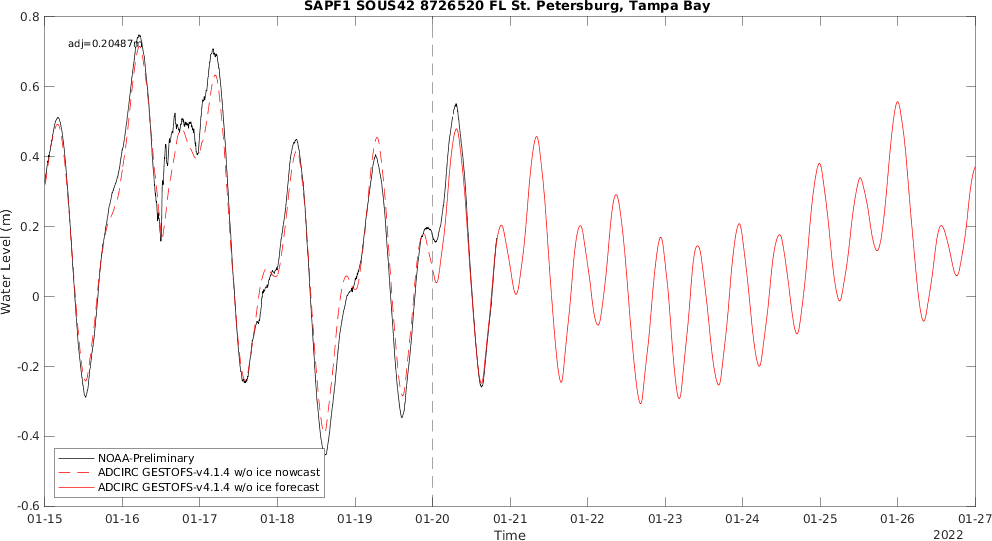 SAPF1 SOUS42 8726520 FL St. Petersburg, Tampa Bay
adj=0.20487m
Water Level (m)
0.8
0.6
0.4
0.2
0
-0.2
-0.4
-0.6
NOAA-Preliminary
ADCIRC GESTOFS-v4.1.4 w/o ice nowcast
ADCIRC GESTOFS-v4.1.4 w/o ice forecast
01-15 01-16 01-17 01-18 01-19 01-20 01-21 01-22 01-23 01-24 01-25 01-26 01-27
Time
2022